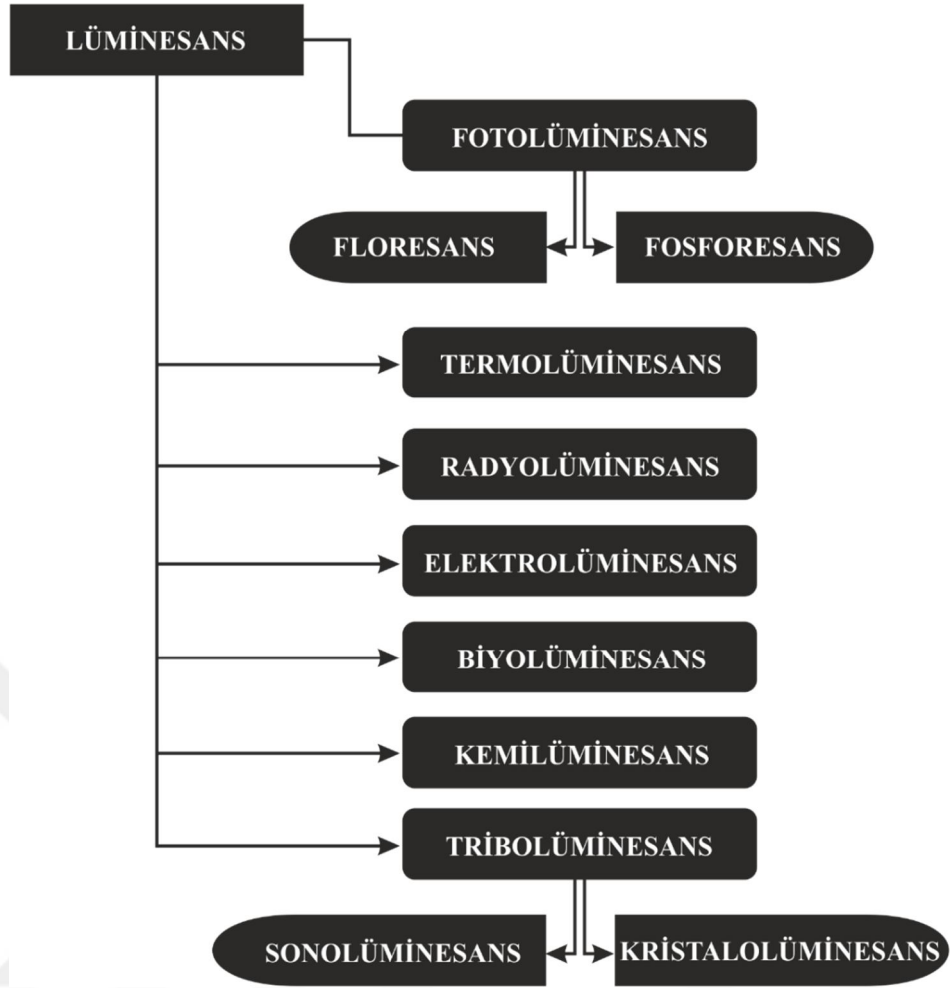 LÜMİNESANS
FOTOLÜMİNESANS
FLORESANS
FOSFORESANS
TERMOLÜMİNESANS
RADYOLÜMİNESANS
ELEKTROLÜMİNESANS
BİYOLÜMİNESANS
KEMİLÜMİNESANS
TRİBOLÜMİNESANS
SONOLÜMİNESANS
KRİSTALOLÜMİNESANS